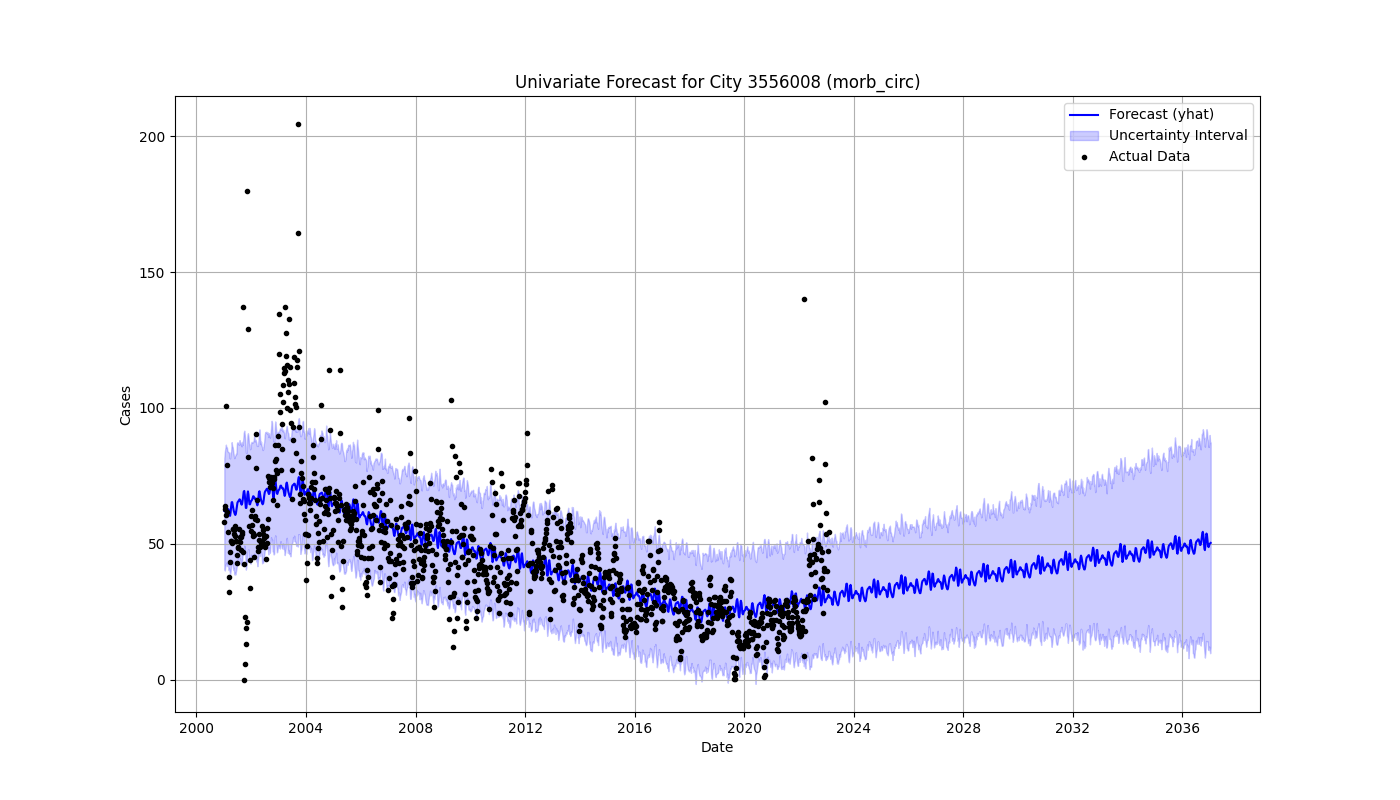 Univariate Forecast for City 3556008 (morb_circ)
Forecast (yhat)
Uncertainty Interval
Actual Data
Cases
200
150
100
50
0
2000 2004 2008 2012 2016 2020 2024 2028 2032 2036
Date